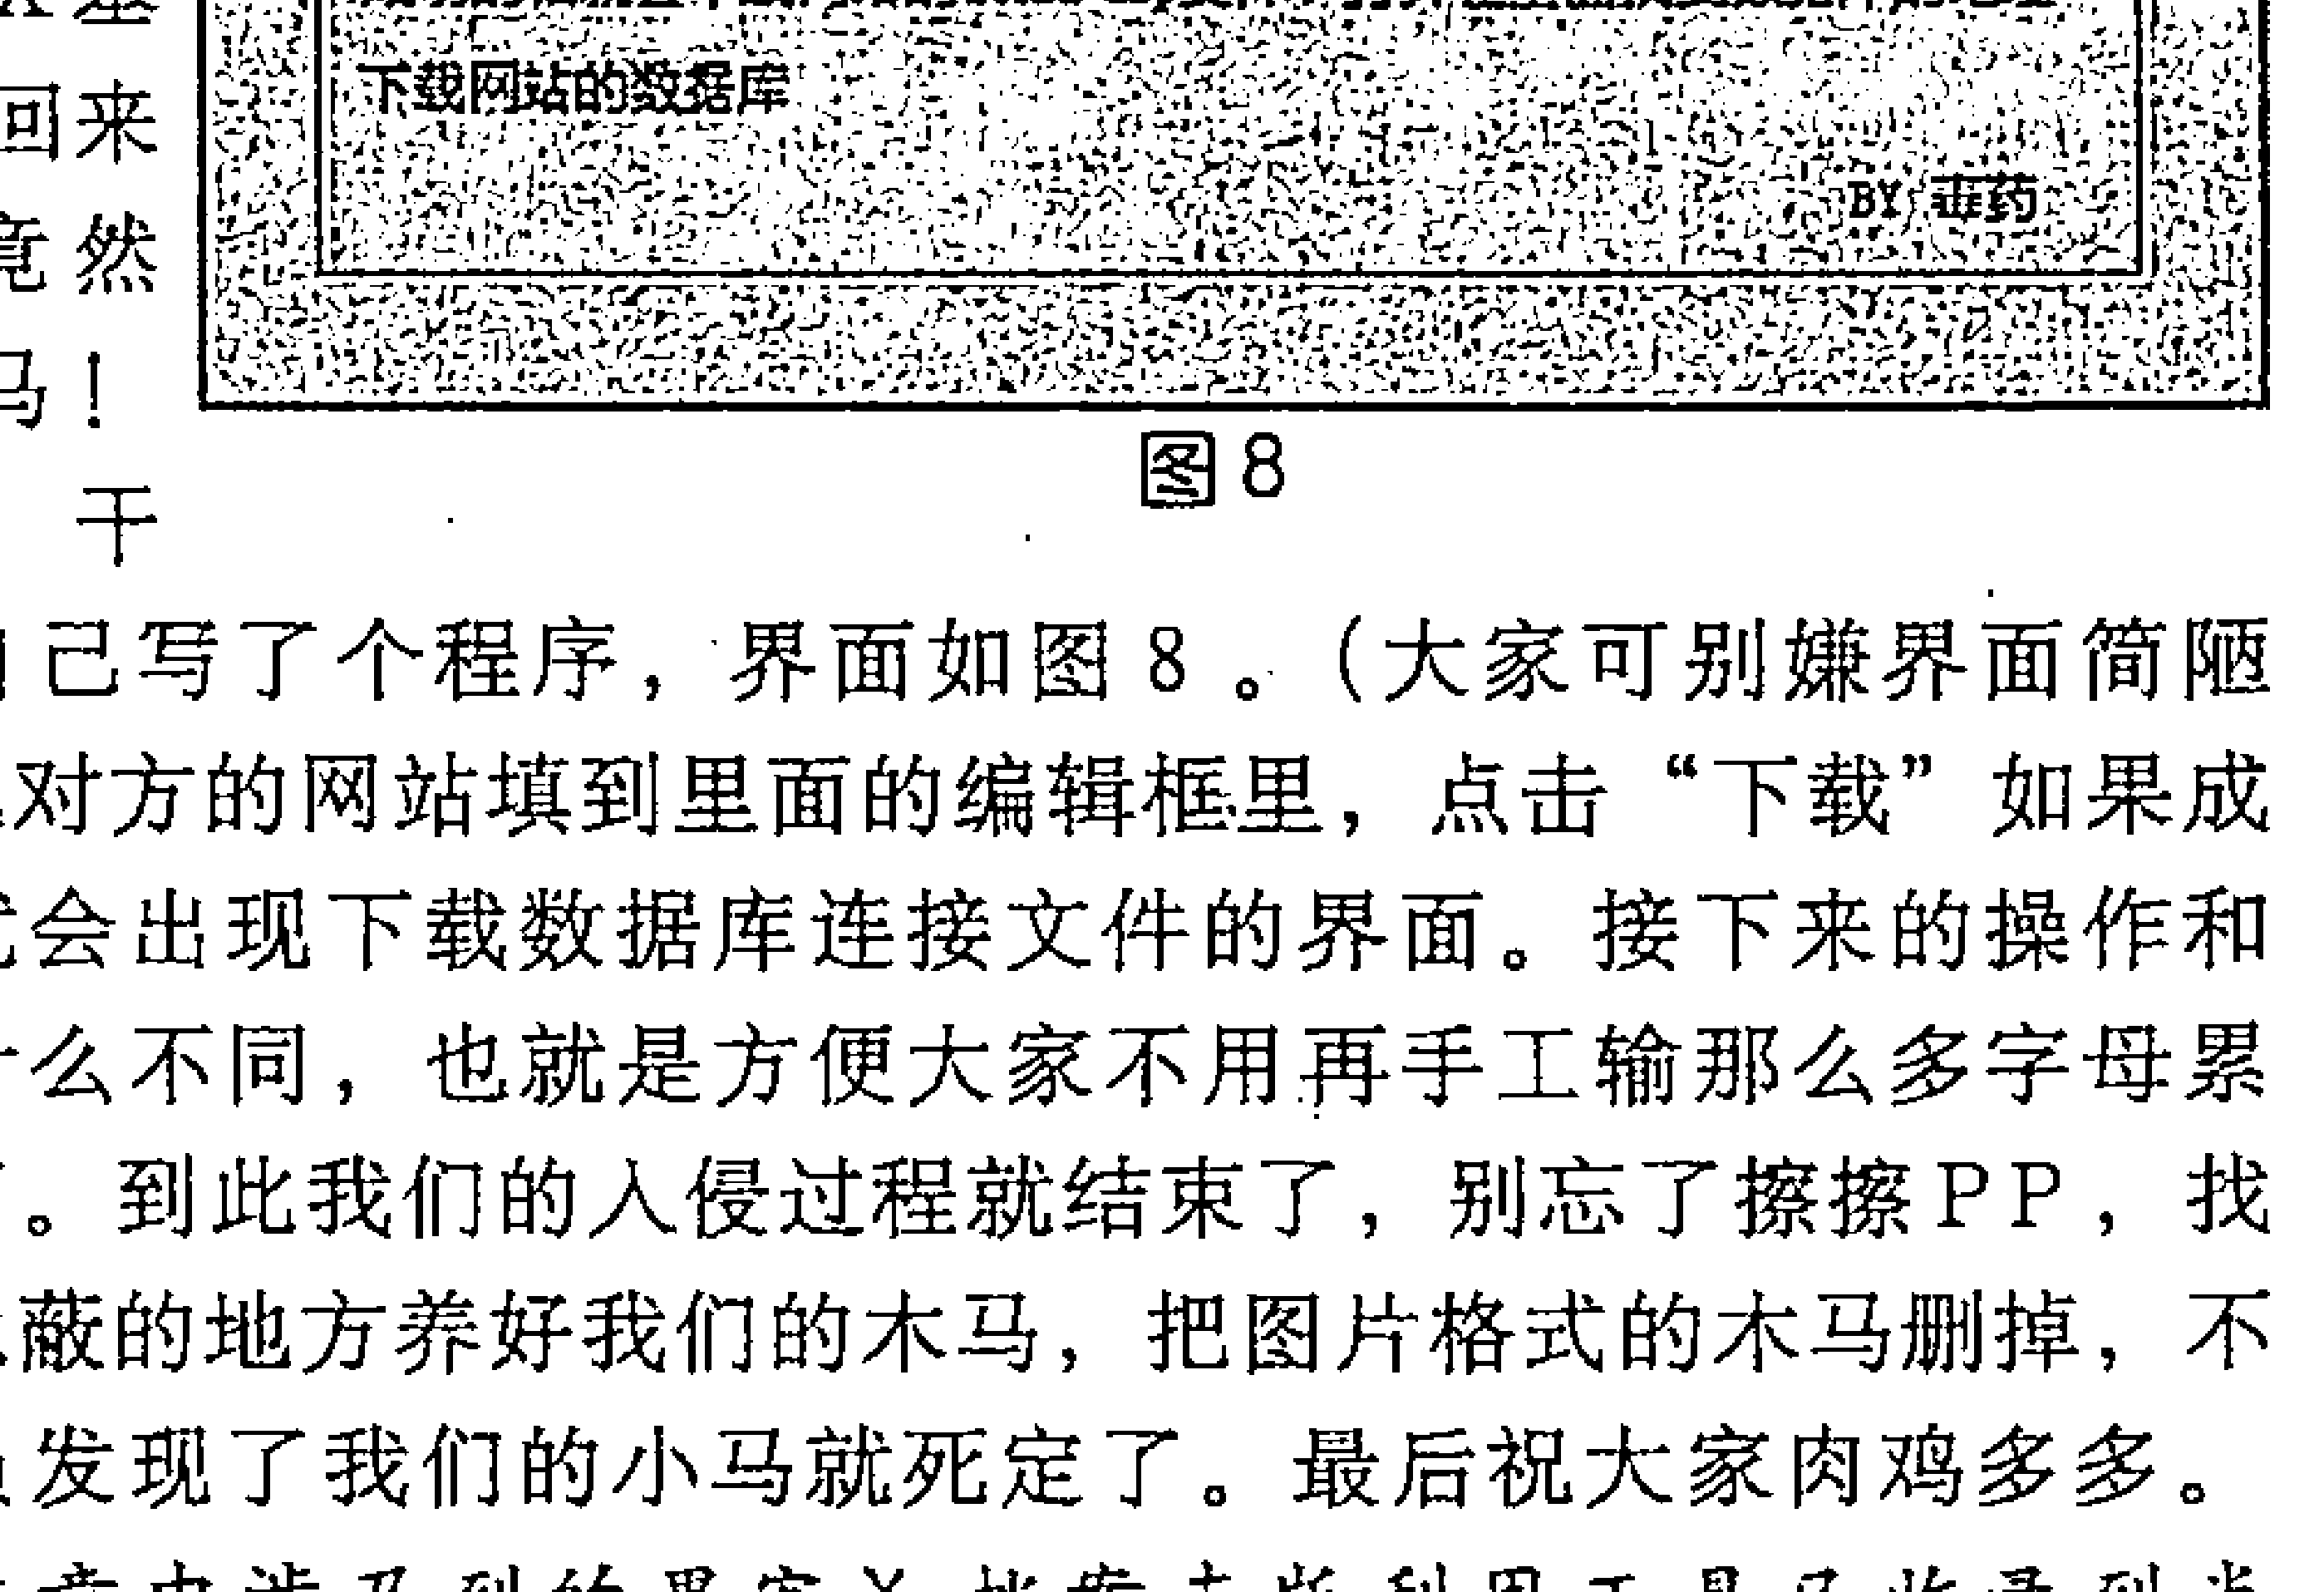 回来
竟然
马！
干
下载网站的数据库
BY 毒药
图8
己写了个程序，界面如图8。（大家可别嫌界面简陋
对方的网站填到里面的编辑框里，点击“下载”如果成
会出现下载数据库连接文件的界面。接下来的操作和
么不同，也就是方便大家不用再手工输那么多字母累
。到此我们的入侵过程就结束了，别忘了擦擦PP，找
蔽的地方养好我们的木马，把图片格式的木马删掉，不
发现了我们的小马就死定了。最后祝大家肉鸡多多。